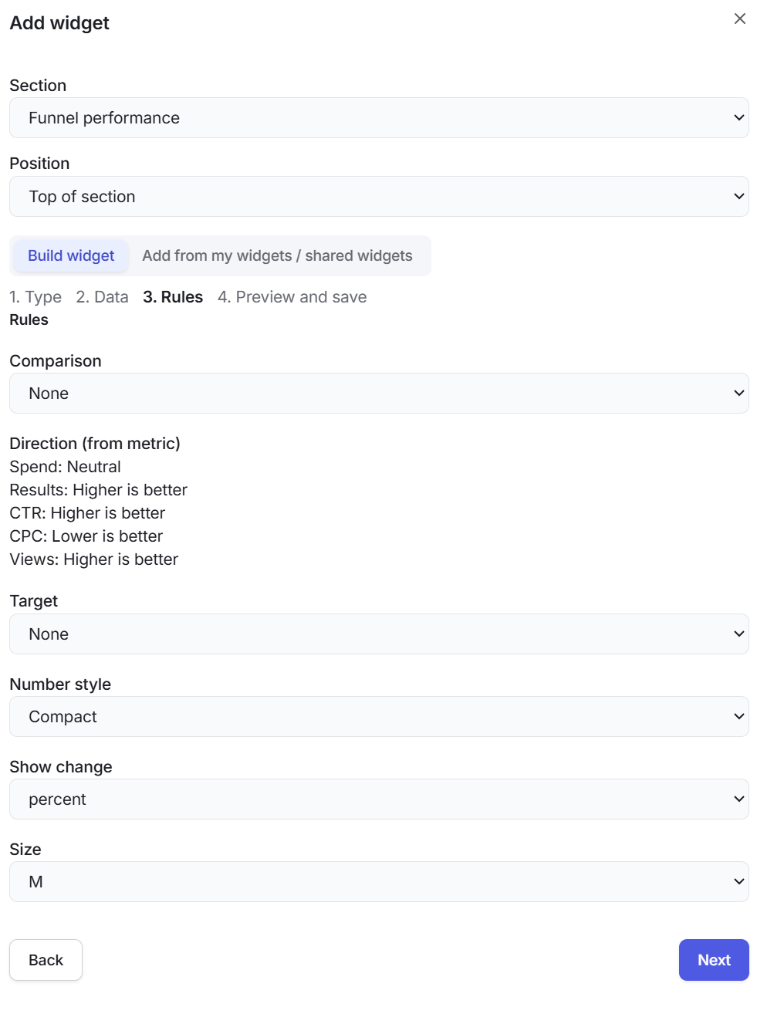 Add widget
Section
Funnel performance
Position
Top of section
Build widget Add from my widgets / shared widgets
1. Type 2. Data 3. Rules 4. Preview and save
Rules
Comparison
None
Direction (from metric)
Spend: Neutral
Results: Higher is better
CTR: Higher is better
CPC: Lower is better
Views: Higher is better
Target
None
Number style
Compact
Show change
percent
Size
M
Back Next